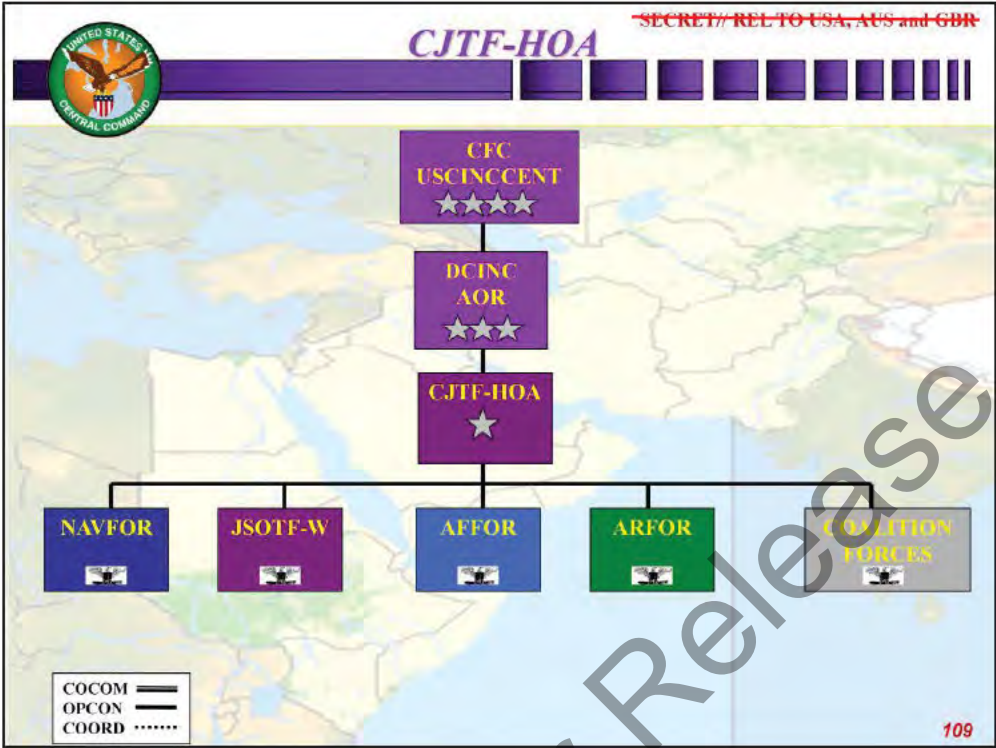 SECRET// REL TO USA, AUS and GBR
CJTF-HOA
UNITED STATES
CENTRAL COMMAND
CFC
USCINCCENT
DCINC
AOR
CJTF-HOA
NAVFOR
JSOTF-W
AFFOR
ARFOR
COALITION
FORCES
COCOM
OPCON
COORD
Release
109